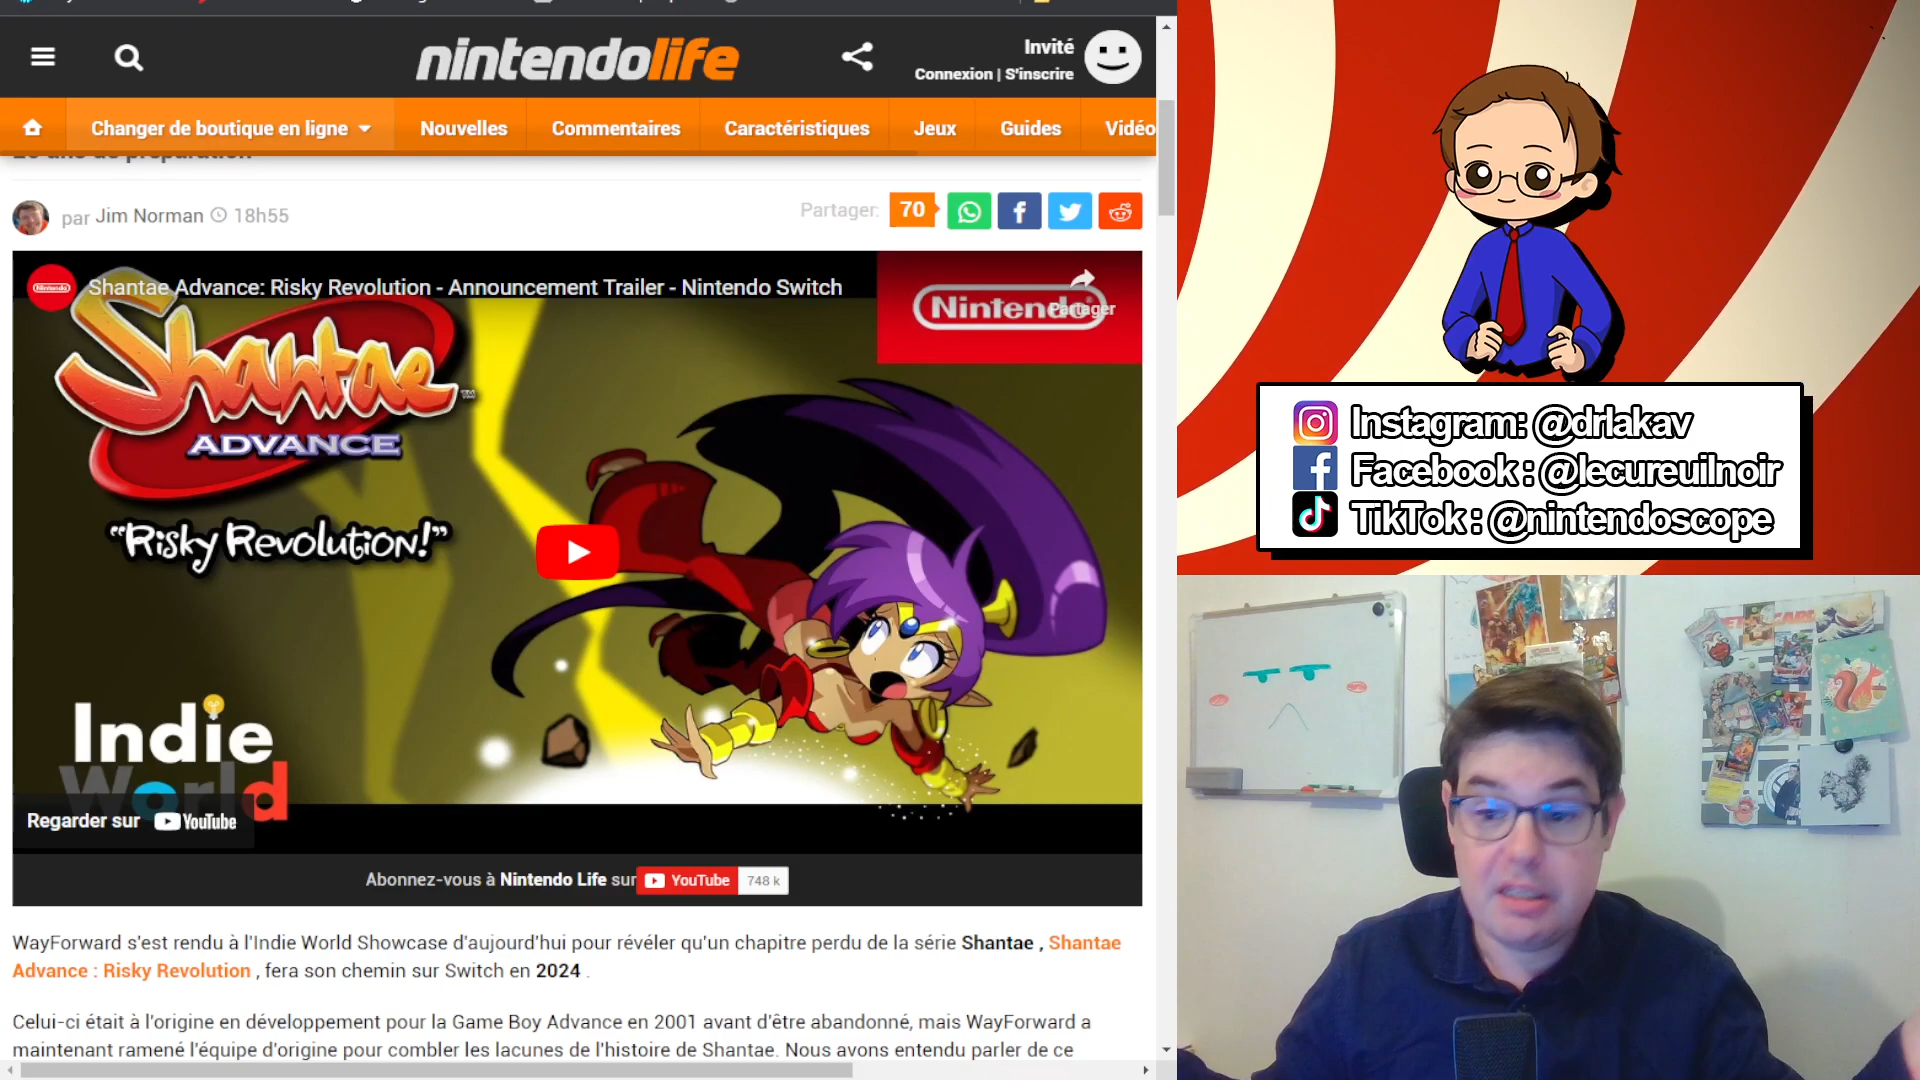 nintendolife
Invité
Connexion | S'inscrire
Changer de boutique en ligne
Nouvelles
Commentaires
Caractéristiques
Jeux
Guides
Vidéo
20 ans de préparation
par Jim Norman 18h55
Partager:
70
Shantae Advance: Risky Revolution - Announcement Trailer - Nintendo Switch
Nintendo
Partager
Shantae
ADVANCE
TM
"Risky Revolution!"
Indie
World
Regarder sur YouTube
Abonnez-vous à Nintendo Life sur YouTube 748 k
WayForward s'est rendu à l'Indie World Showcase d'aujourd'hui pour révéler qu'un chapitre perdu de la série Shantae , Shantae
Advance : Risky Revolution , fera son chemin sur Switch en 2024 .
Celui-ci était à l'origine en développement pour la Game Boy Advance en 2001 avant d'être abandonné, mais WayForward a
maintenant ramené l'équipe d'origine pour combler les lacunes de l'histoire de Shantae. Nous avons entendu parler de ce
Instagram: @drlakav
Facebook : @lecureuilnoir
TikTok : @nintendoscope